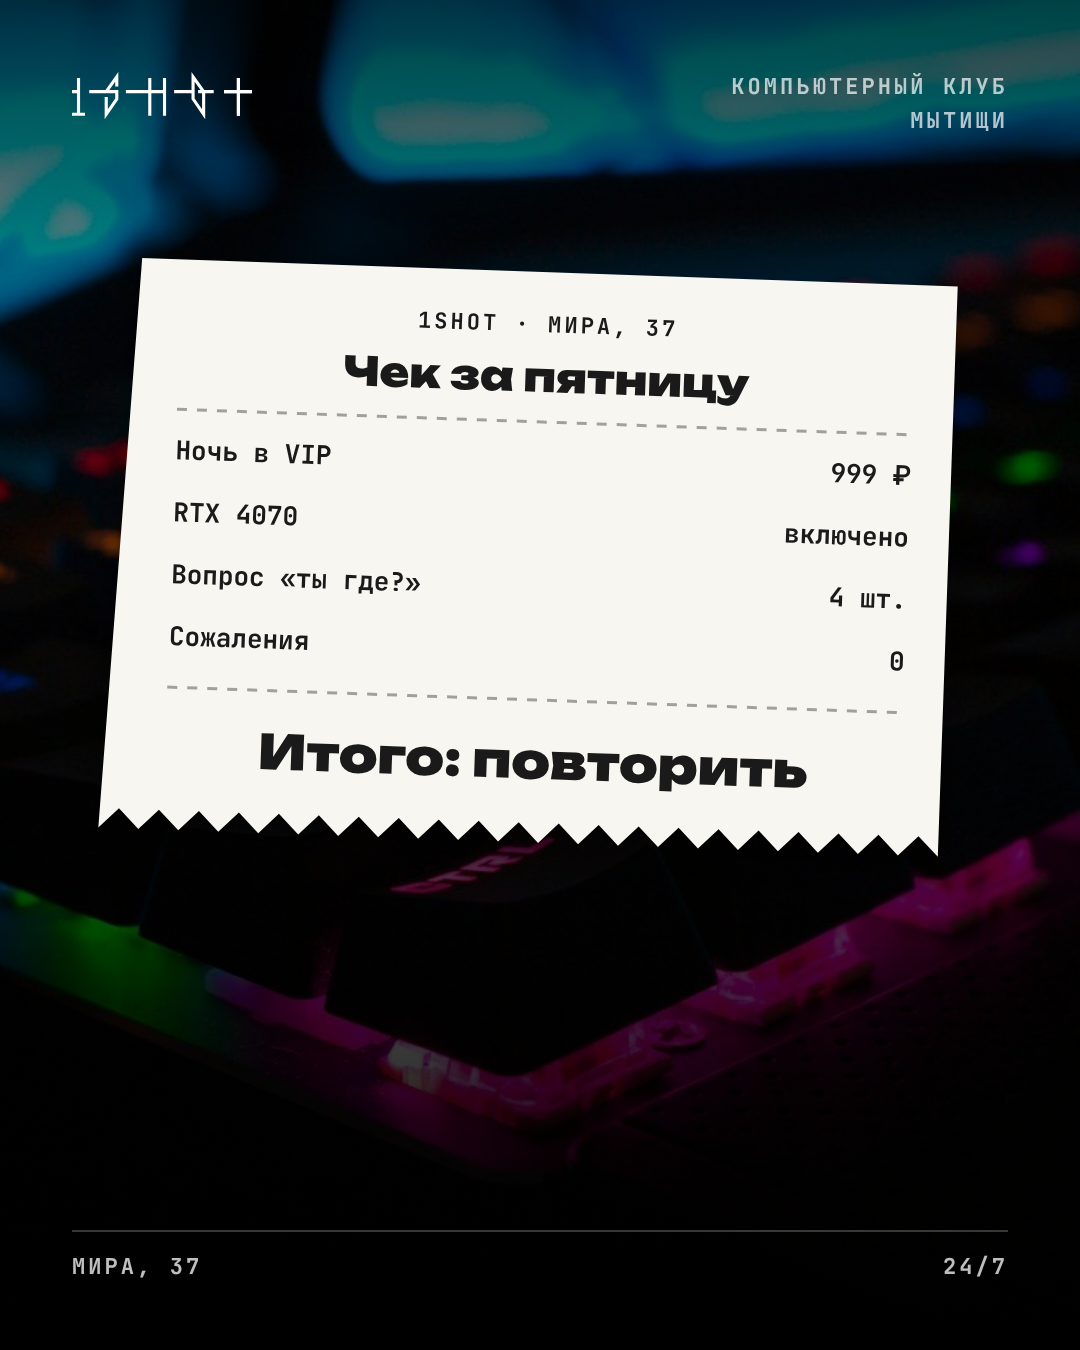 1SHOT
КОМПЬЮТЕРНЫЙ КЛУБ
МЫТИЩИ
1SHOT · МИРА, 37
Чек за пятницу
Ночь в VIP 999 ₽
RTX 4070 включено
Вопрос «ты где?» 4 шт.
Сожаления 0
Итого: повторить
CTRL
МИРА, 37 24/7